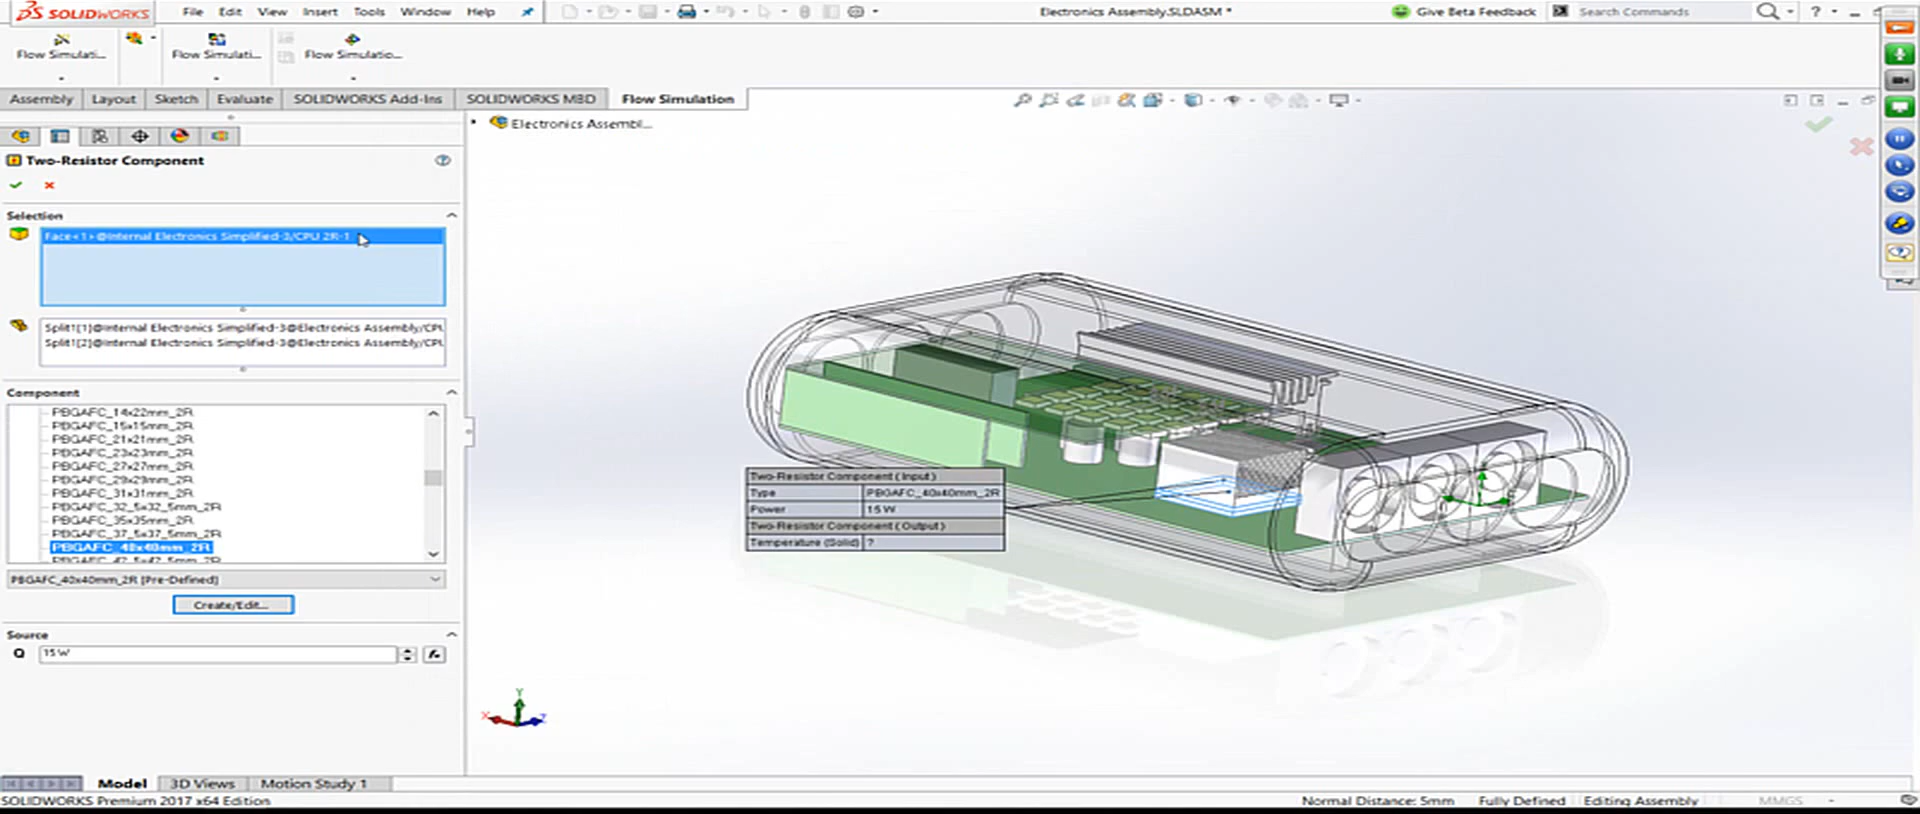 SOLIDWORKS File Edit View Insert Tools Window Help Electronics Assembly.SLDASM * Give Beta Feedback Search Commands ?
Flow Simulati... Flow Simulati... Flow Simulatio...
Assembly Layout Sketch Evaluate SOLIDWORKS Add-Ins SOLIDWORKS MBD Flow Simulation
Electronics Assembl...
Two-Resistor Component
Selection
Face<1>@Internal Electronics Simplified-3/CPU 2R-1
Split1[1]@Internal Electronics Simplified-3@Electronics Assembly/CPU
Split1[2]@Internal Electronics Simplified-3@Electronics Assembly/CPU
Component
PBGAFC_14x22mm_2R
PBGAFC_15x15mm_2R
PBGAFC_21x21mm_2R
PBGAFC_23x23mm_2R
PBGAFC_27x27mm_2R
PBGAFC_29x29mm_2R
PBGAFC_31x31mm_2R
PBGAFC_32_5x32_5mm_2R
PBGAFC_35x35mm_2R
PBGAFC_37_5x37_5mm_2R
PBGAFC_40x40mm_2R
PBGAFC_42_5x42_5mm_2R
PBGAFC_40x40mm_2R [Pre-Defined]
Create/Edit...
Source
Q 15 W
Two-Resistor Component ( Input )
Type PBGAFC_40x40mm_2R
Power 15 W
Two-Resistor Component ( Output )
Temperature (Solid) ?
X Y Z
Model 3D Views Motion Study 1
SOLIDWORKS Premium 2017 x64 Edition Normal Distance: 5mm Fully Defined Editing Assembly MMGS